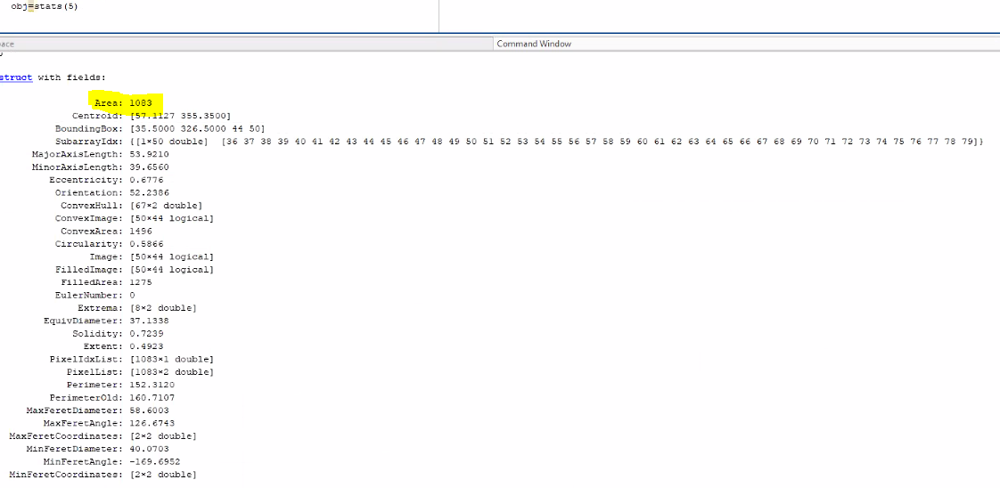 obj=stats(5)
Command Window
struct with fields:
Area: 1083
Centroid: [57.1127 355.3500]
BoundingBox: [35.5000 326.5000 44 50]
SubarrayIdx: {[1×50 double] [36 37 38 39 40 41 42 43 44 45 46 47 48 49 50 51 52 53 54 55 56 57 58 59 60 61 62 63 64 65 66 67 68 69 70 71 72 73 74 75 76 77 78 79]}
MajorAxisLength: 53.9210
MinorAxisLength: 39.6560
Eccentricity: 0.6776
Orientation: 52.2386
ConvexHull: [67×2 double]
ConvexImage: [50×44 logical]
ConvexArea: 1496
Circularity: 0.5866
Image: [50×44 logical]
FilledImage: [50×44 logical]
FilledArea: 1275
EulerNumber: 0
Extrema: [8×2 double]
EquivDiameter: 37.1338
Solidity: 0.7239
Extent: 0.4923
PixelIdxList: [1083×1 double]
PixelList: [1083×2 double]
Perimeter: 152.3120
PerimeterOld: 160.7107
MaxFeretDiameter: 58.6003
MaxFeretAngle: 126.6743
MaxFeretCoordinates: [2×2 double]
MinFeretDiameter: 40.0703
MinFeretAngle: -169.6952
MinFeretCoordinates: [2×2 double]